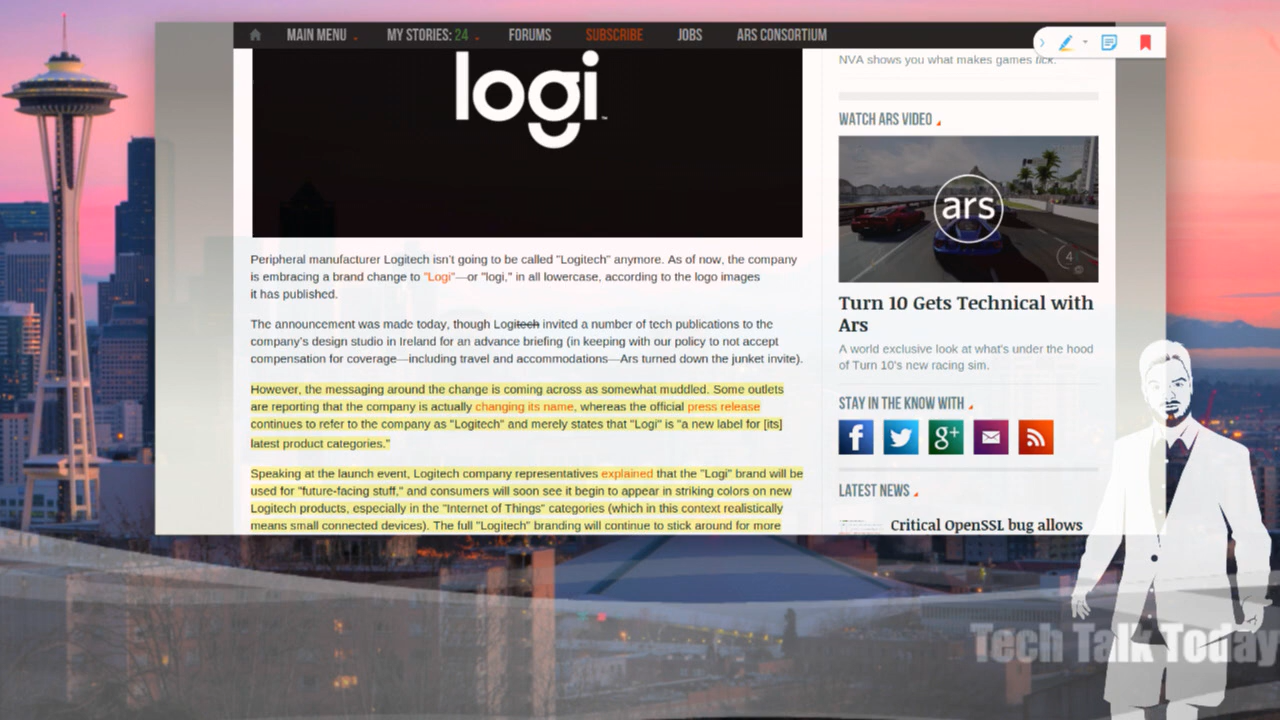 MAIN MENU
MY STORIES: 24
FORUMS
SUBSCRIBE
JOBS
ARS CONSORTIUM
logi
Peripheral manufacturer Logitech isn't going to be called "Logitech" anymore. As of now, the company
is embracing a brand change to "Logi"—or "logi," in all lowercase, according to the logo images
it has published.
The announcement was made today, though Logitech invited a number of tech publications to the
company's design studio in Ireland for an advance briefing (in keeping with our policy to not accept
compensation for coverage—including travel and accommodations—Ars turned down the junket invite).
However, the messaging around the change is coming across as somewhat muddled. Some outlets
are reporting that the company is actually changing its name, whereas the official press release
continues to refer to the company as "Logitech" and merely states that "Logi" is "a new label for [its]
latest product categories."
Speaking at the launch event, Logitech company representatives explained that the "Logi" brand will be
used for "future-facing stuff," and consumers will soon see it begin to appear in striking colors on new
Logitech products, especially in the "Internet of Things" categories (which in this context realistically
means small connected devices). The full "Logitech" branding will continue to stick around for more
NVA shows you what makes games tick.
WATCH ARS VIDEO
ars
4
Turn 10 Gets Technical with
Ars
A world exclusive look at what's under the hood
of Turn 10's new racing sim.
STAY IN THE KNOW WITH
f
g+
LATEST NEWS
Critical OpenSSL bug allows
Tech Talk Today